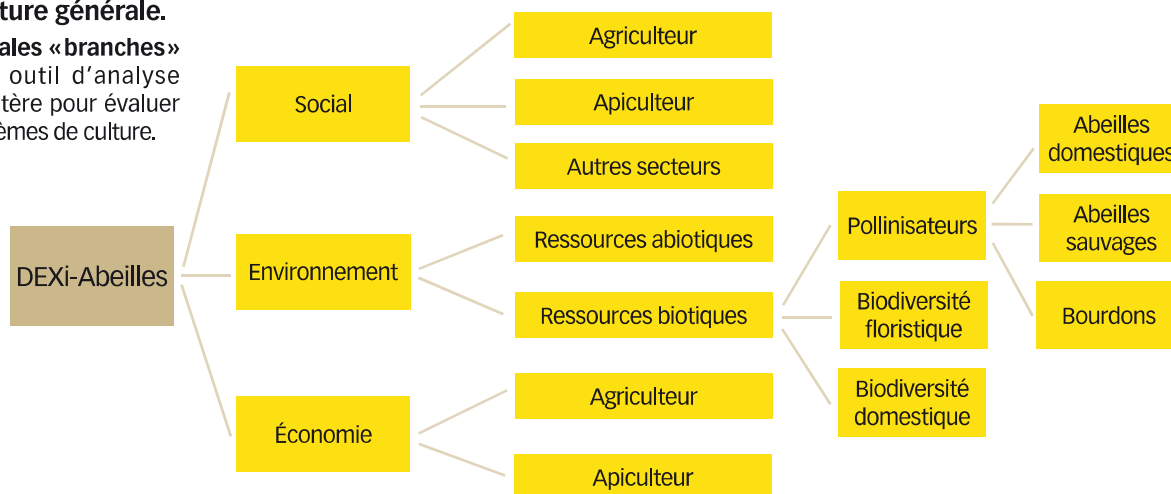 ture générale.
ales «branches»
outil d'analyse
tère pour évaluer
èmes de culture.
DEXi-Abeilles
Social
Environnement
Économie
Agriculteur
Apiculteur
Autres secteurs
Ressources abiotiques
Ressources biotiques
Agriculteur
Apiculteur
Pollinisateurs
Biodiversité
floristique
Biodiversité
domestique
Abeilles
domestiques
Abeilles
sauvages
Bourdons